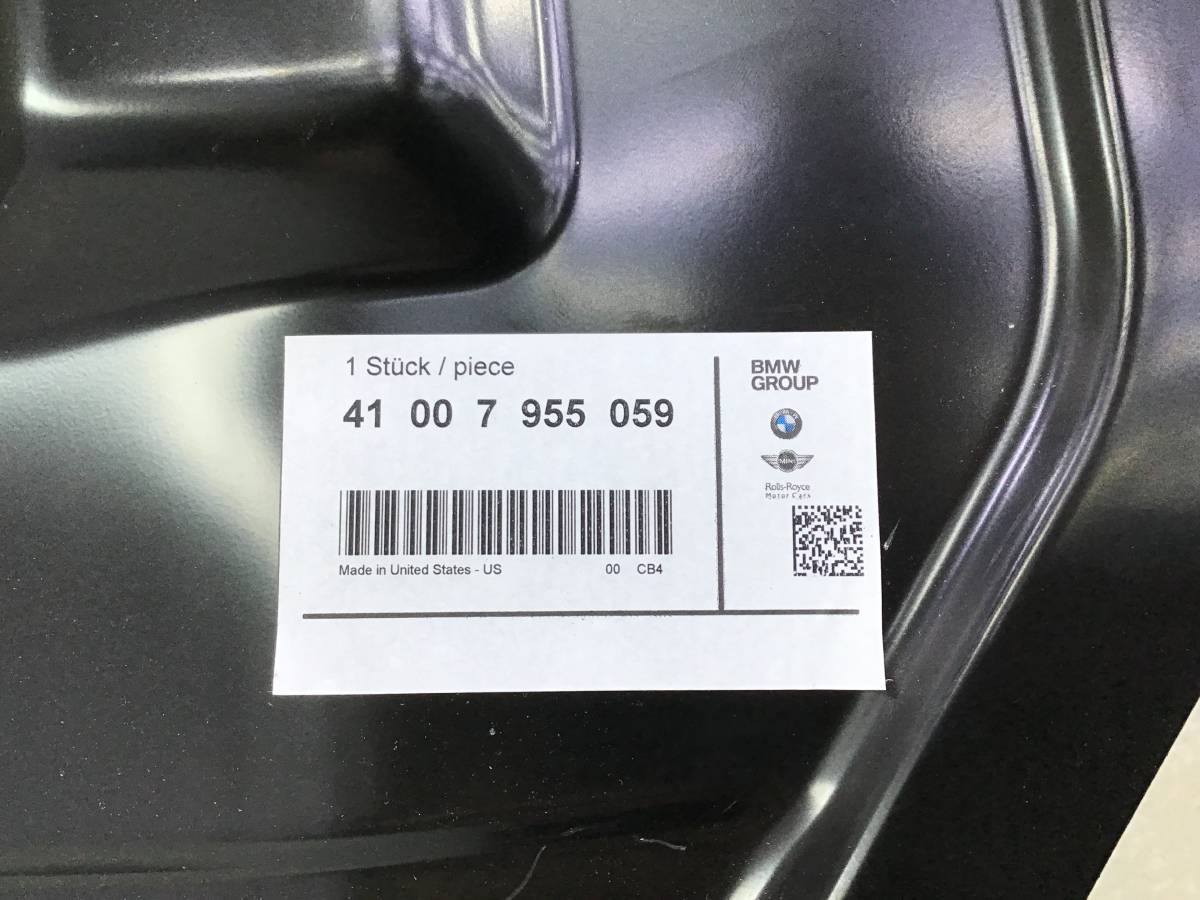 1 Stück / piece
41 00 7 955 059
Made in United States - US 00 CB4
BMW
GROUP
MINI
Rolls-Royce
Motor Cars